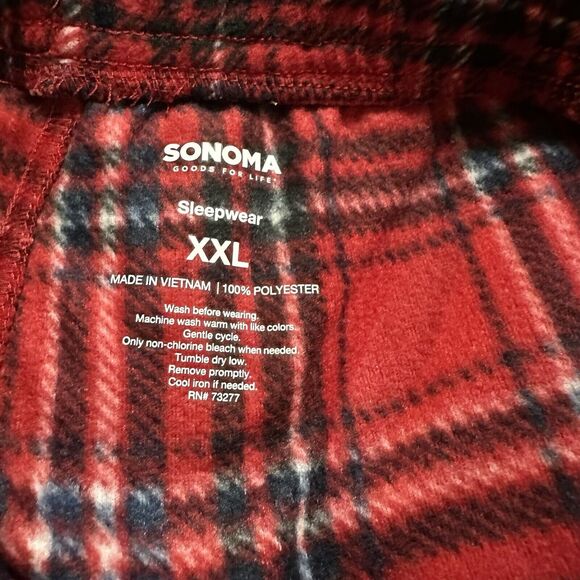 SONOMA
GOODS FOR LIFE
Sleepwear
XXL
MADE IN VIETNAM | 100% POLYESTER
Wash before wearing.
Machine wash warm with like colors.
Gentle cycle.
Only non-chlorine bleach when needed.
Tumble dry low.
Remove promptly.
Cool iron if needed.
RN# 73277